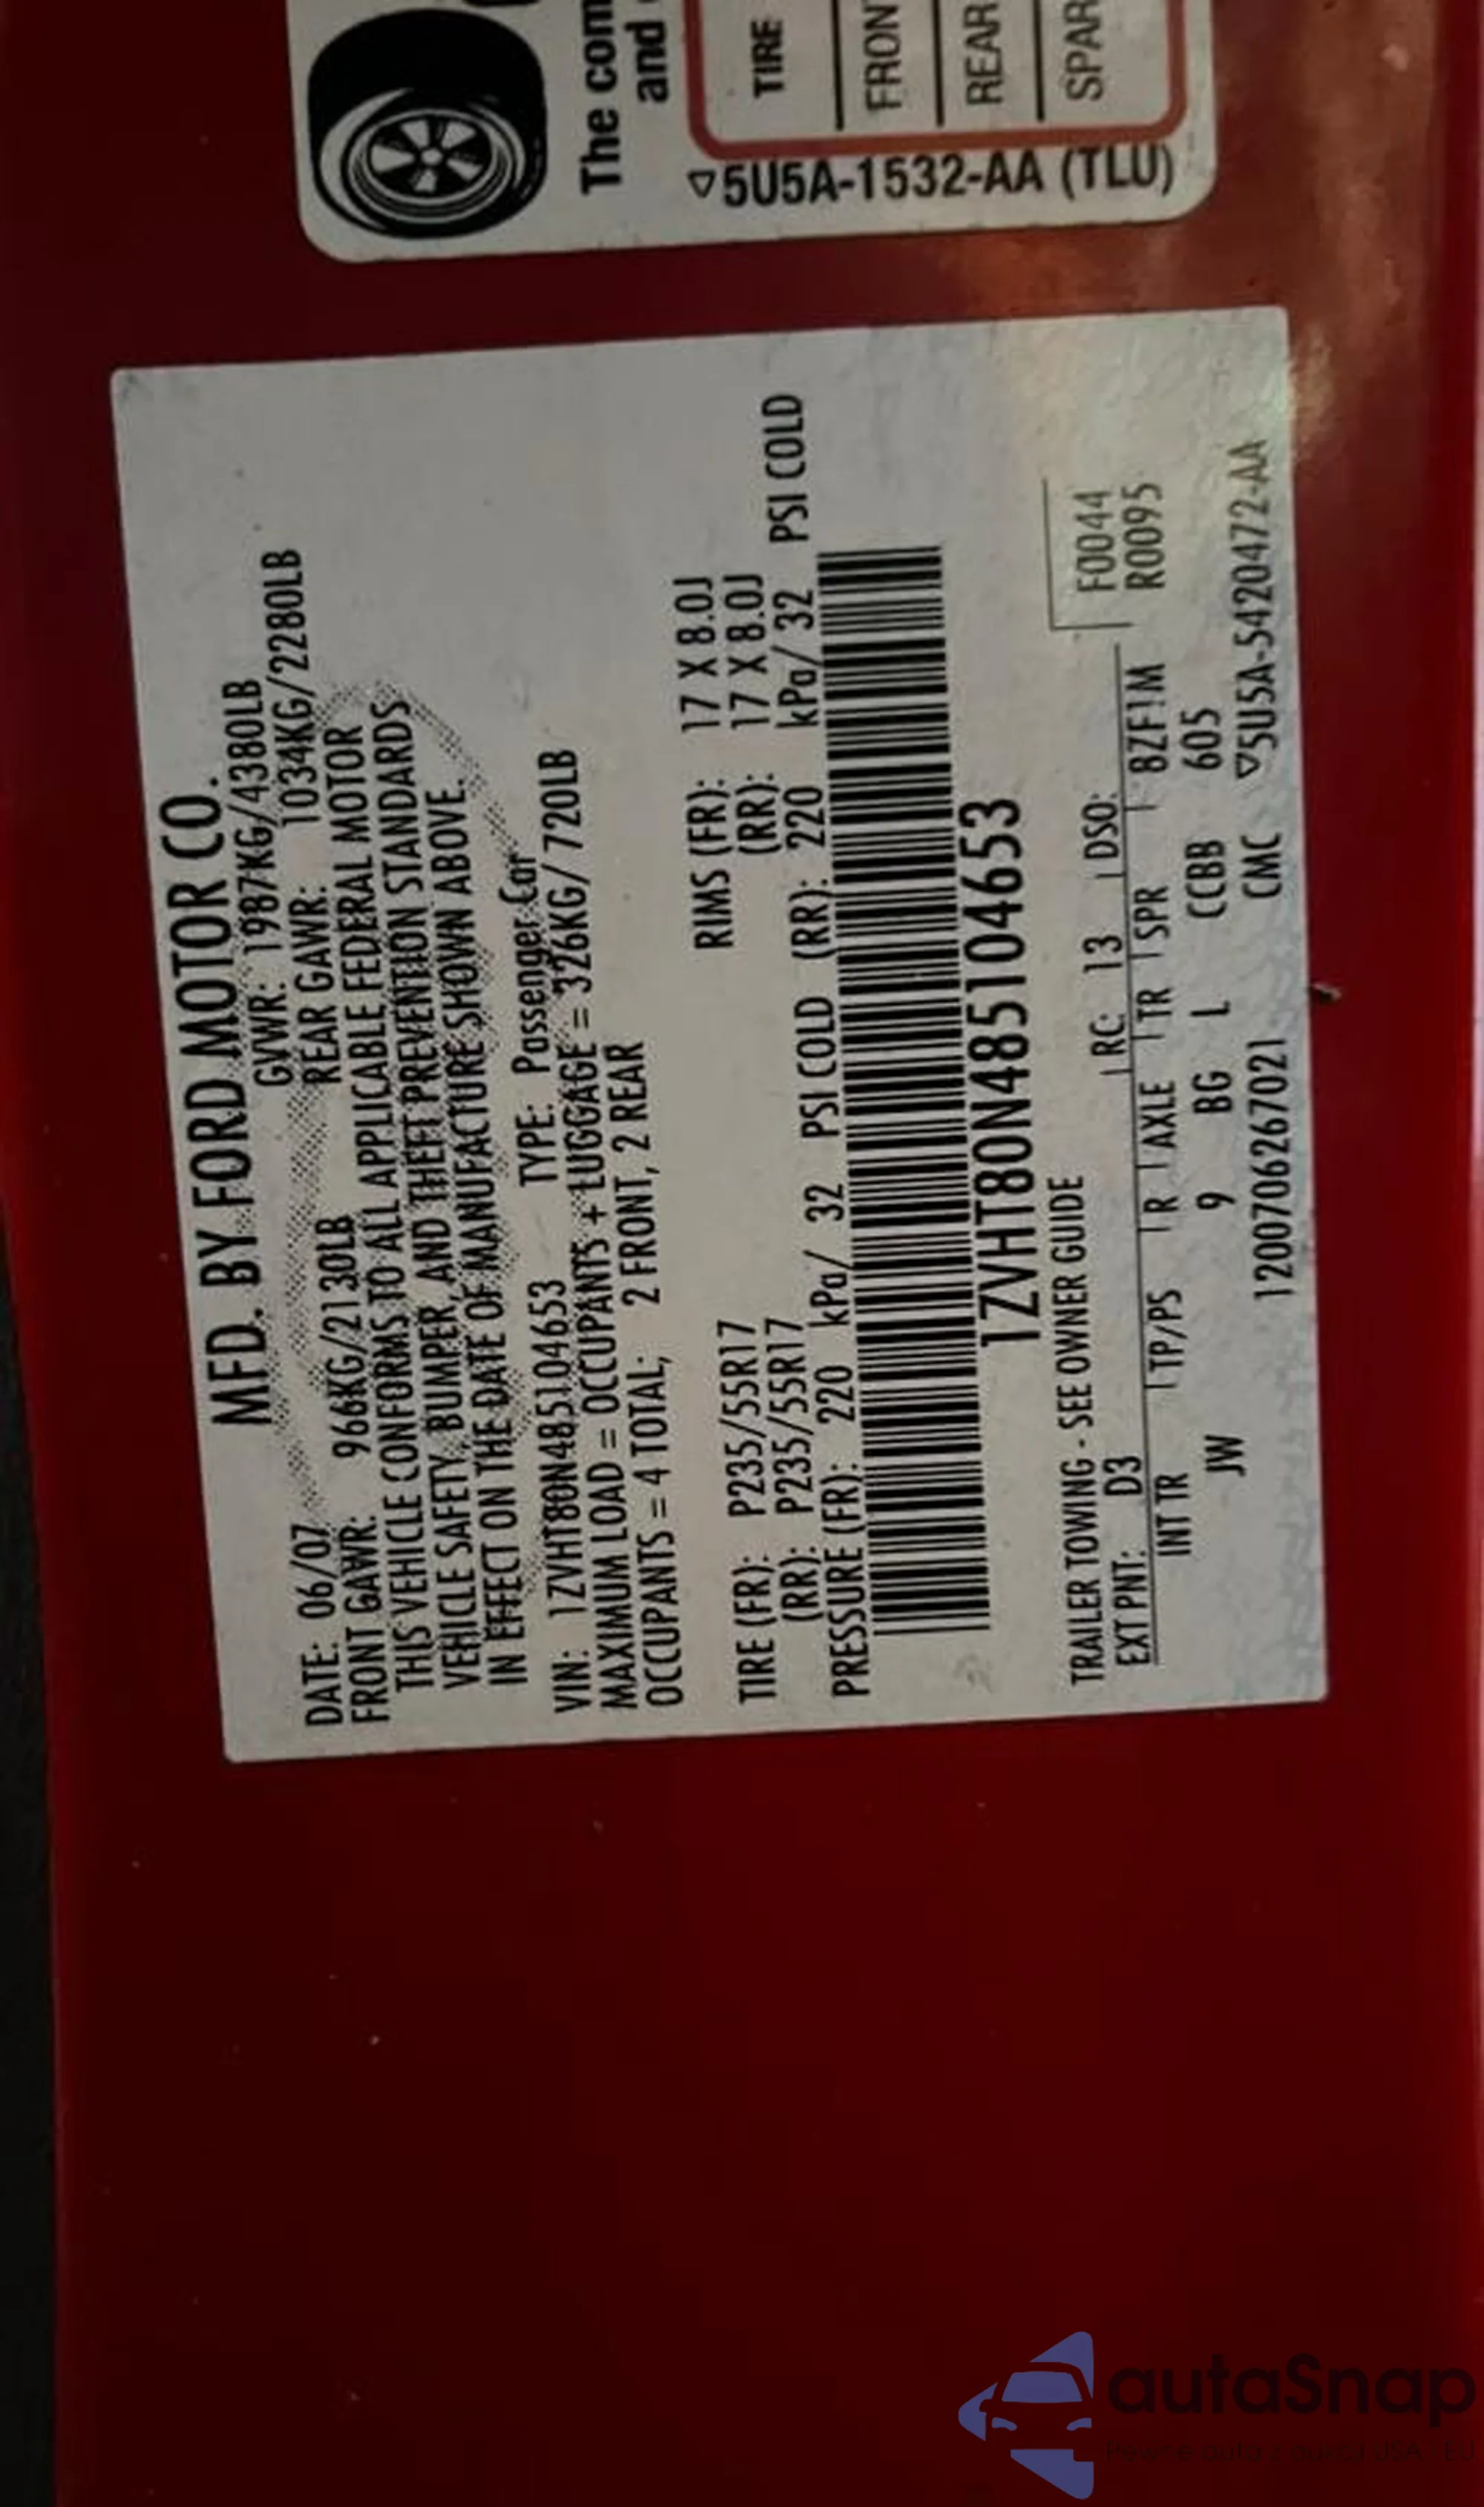 The com
and
TIRE
FRON
REAR
SPAR
▽5U5A-1532-AA (TLU)
MFD. BY FORD MOTOR CO.
DATE: 06/07 GVWR: 1987KG/4380LB
FRONT GAWR: 966KG/2130LB REAR GAWR: 1034KG/2280LB
THIS VEHICLE CONFORMS TO ALL APPLICABLE FEDERAL MOTOR
VEHICLE SAFETY, BUMPER, AND THEFT PREVENTION STANDARDS
IN EFFECT ON THE DATE OF MANUFACTURE SHOWN ABOVE.
VIN: 1ZVHT80N485104653 TYPE: Passenger Car
MAXIMUM LOAD = OCCUPANTS + LUGGAGE = 326KG/720LB
OCCUPANTS = 4 TOTAL; 2 FRONT, 2 REAR
TIRE (FR): P235/55R17 RIMS (FR): 17 X 8.0J
(RR): P235/55R17 (RR): 17 X 8.0J
PRESSURE (FR): 220 kPa/ 32 PSI COLD (RR): 220 kPa/ 32 PSI COLD
1ZVHT80N485104653
TRAILER TOWING - SEE OWNER GUIDE
F0044
EXT PNT: D3 RC: 13 DSO: R0095
INT TR TP/PS R AXLE TR SPR 8ZF!M
JW 9 BG L CCBB 605
1200706267021 CMC ▽5U5A-5420472-AA
autaSnap
Pewne auta z aukcji USA, EU